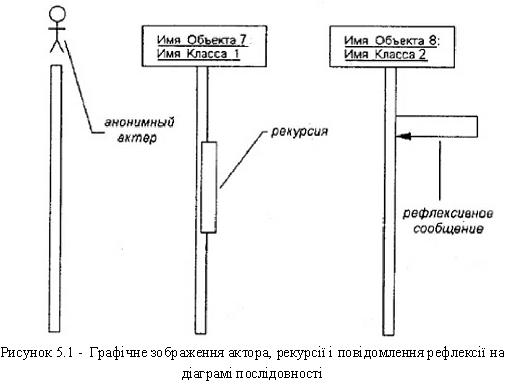 Имя Объекта 7
Имя Класса 1
Имя Объекта 8:
Имя Класса 2
анонимный
актер
рекурсия
рефлексивное
сообщение
Рисунок 5.1 - Графічне зображення актора, рекурсії і повідомлення рефлексії на
діаграмі послідовності